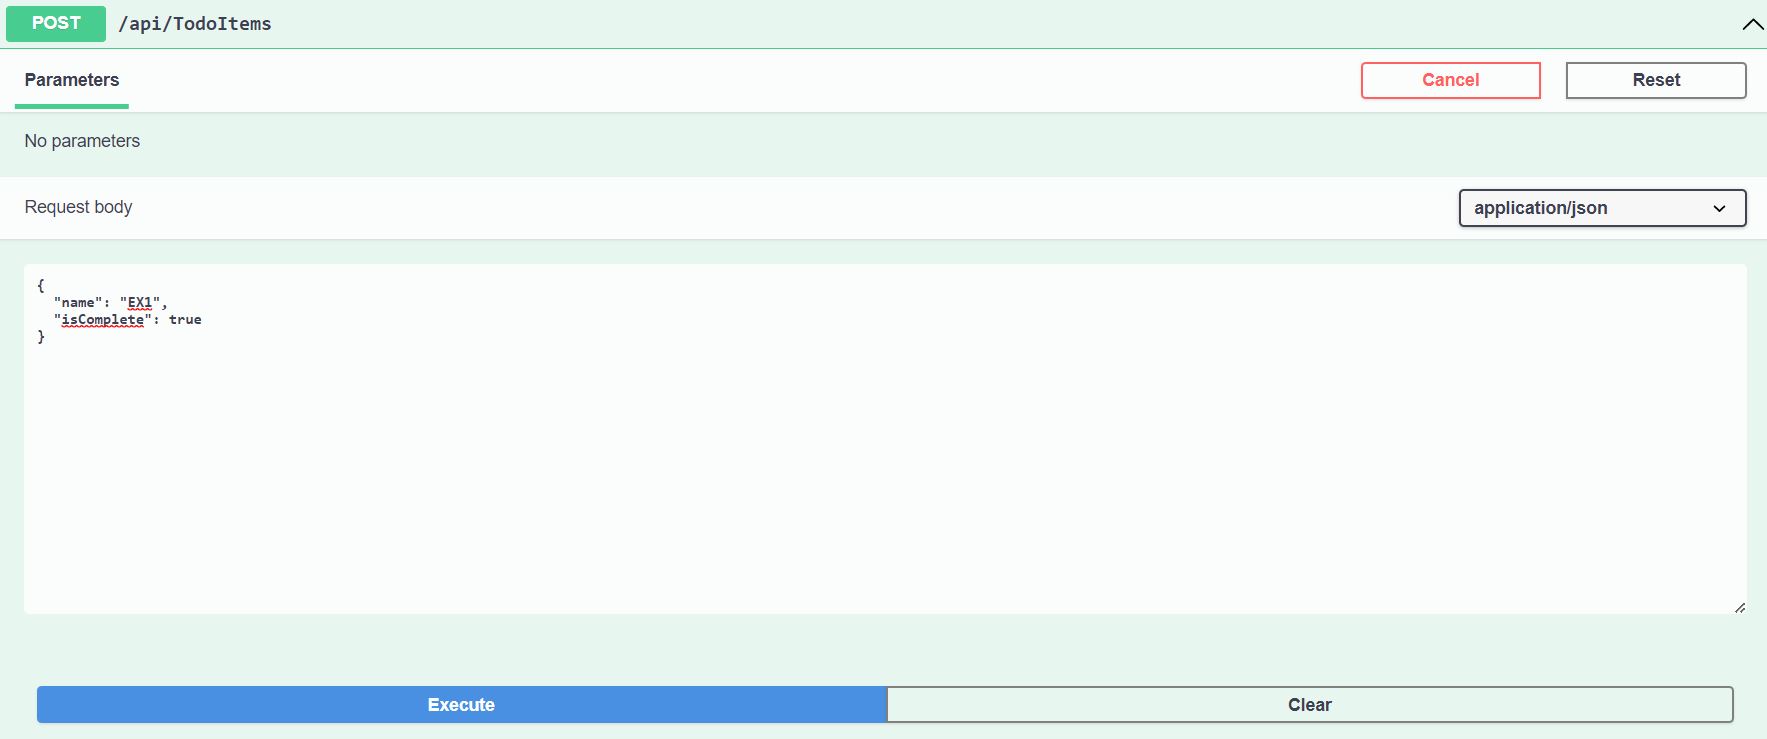 POST /api/TodoItems
Parameters Cancel Reset
No parameters
Request body application/json
{
  "name": "EX1",
  "isComplete": true
}
Execute Clear